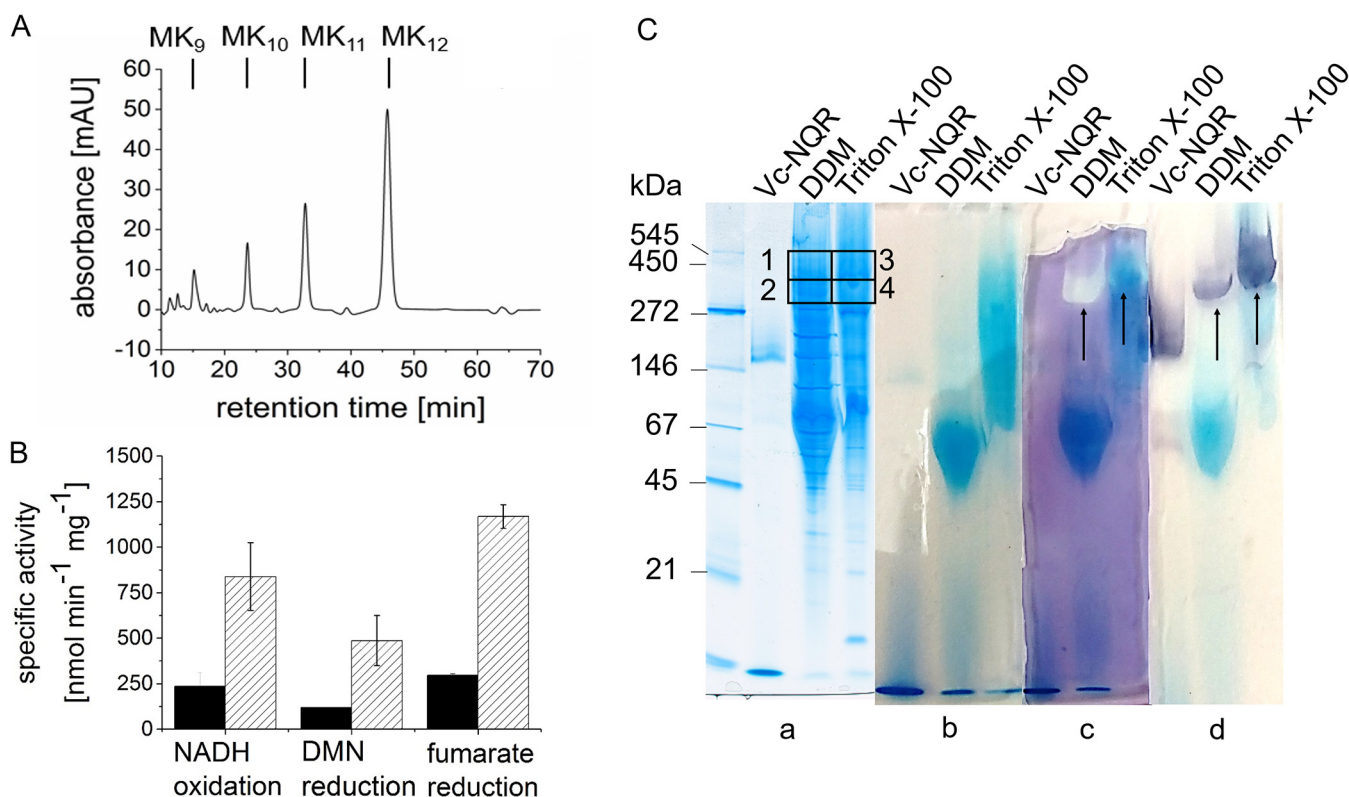 A
MK9 MK10 MK11 MK12
absorbance [mAU]
60
50
40
30
20
10
0
-10
10 20 30 40 50 60 70
retention time [min]
B
specific activity
[nmol min-1 mg-1]
1500
1250
1000
750
500
250
0
NADH oxidation
DMN reduction
fumarate reduction
C
Vc-NQR DDM Triton X-100 Vc-NQR DDM Triton X-100 Vc-NQR DDM Triton X-100 Vc-NQR DDM Triton X-100
kDa
545
450
272
146
67
45
21
1 3
2 4
a b c d